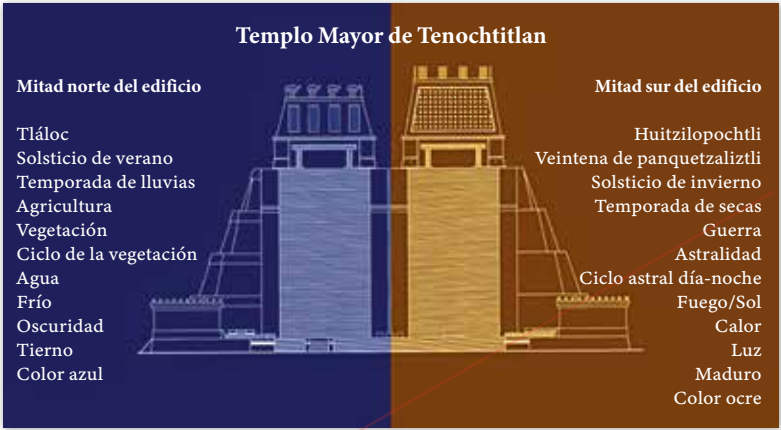 Templo Mayor de Tenochtitlan
Mitad norte del edificio
Tláloc
Solsticio de verano
Temporada de lluvias
Agricultura
Vegetación
Ciclo de la vegetación
Agua
Frío
Oscuridad
Tierno
Color azul
Mitad sur del edificio
Huitzilopochtli
Veintena de panquetzaliztli
Solsticio de invierno
Temporada de secas
Guerra
Astralidad
Ciclo astral día-noche
Fuego/Sol
Calor
Luz
Maduro
Color ocre